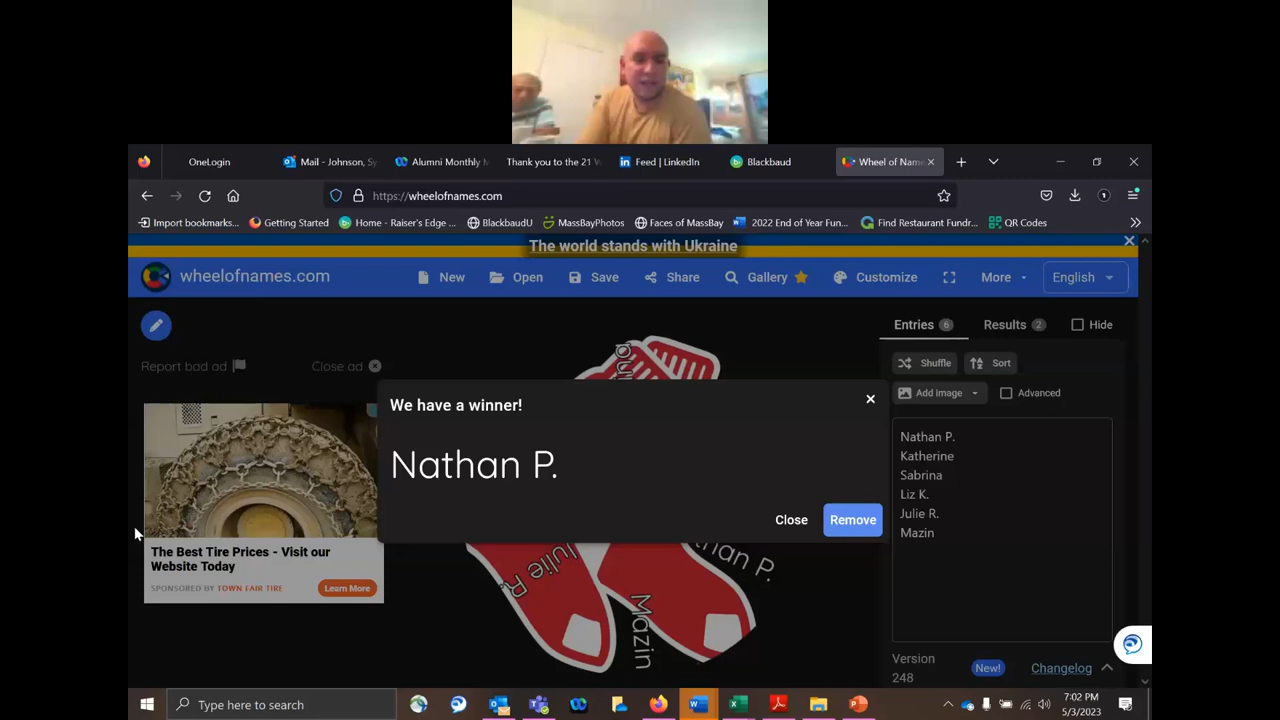 OneLogin
Mail - Johnson, Sy
Alumni Monthly M
Thank you to the 21 W
Feed | LinkedIn
Blackbaud
Wheel of Name
https://wheelofnames.com
Import bookmarks...
Getting Started
Home - Raiser's Edge ...
BlackbaudU
MassBayPhotos
Faces of MassBay
2022 End of Year Fun...
Find Restaurant Fundr...
QR Codes
The world stands with Ukraine
wheelofnames.com
New
Open
Save
Share
Gallery
Customize
More
English
Entries 6
Results 2
Hide
Report bad ad
Close ad
Shuffle
Sort
Add image
Advanced
We have a winner!
Nathan P.
Close
Remove
Nathan P.
Katherine
Sabrina
Liz K.
Julie R.
Mazin
The Best Tire Prices - Visit our
Website Today
SPONSORED BY TOWN FAIR TIRE
Learn More
Julie R.
Mazin
than P.
Version
248
New!
Changelog
Type here to search
7:02 PM
5/3/2023